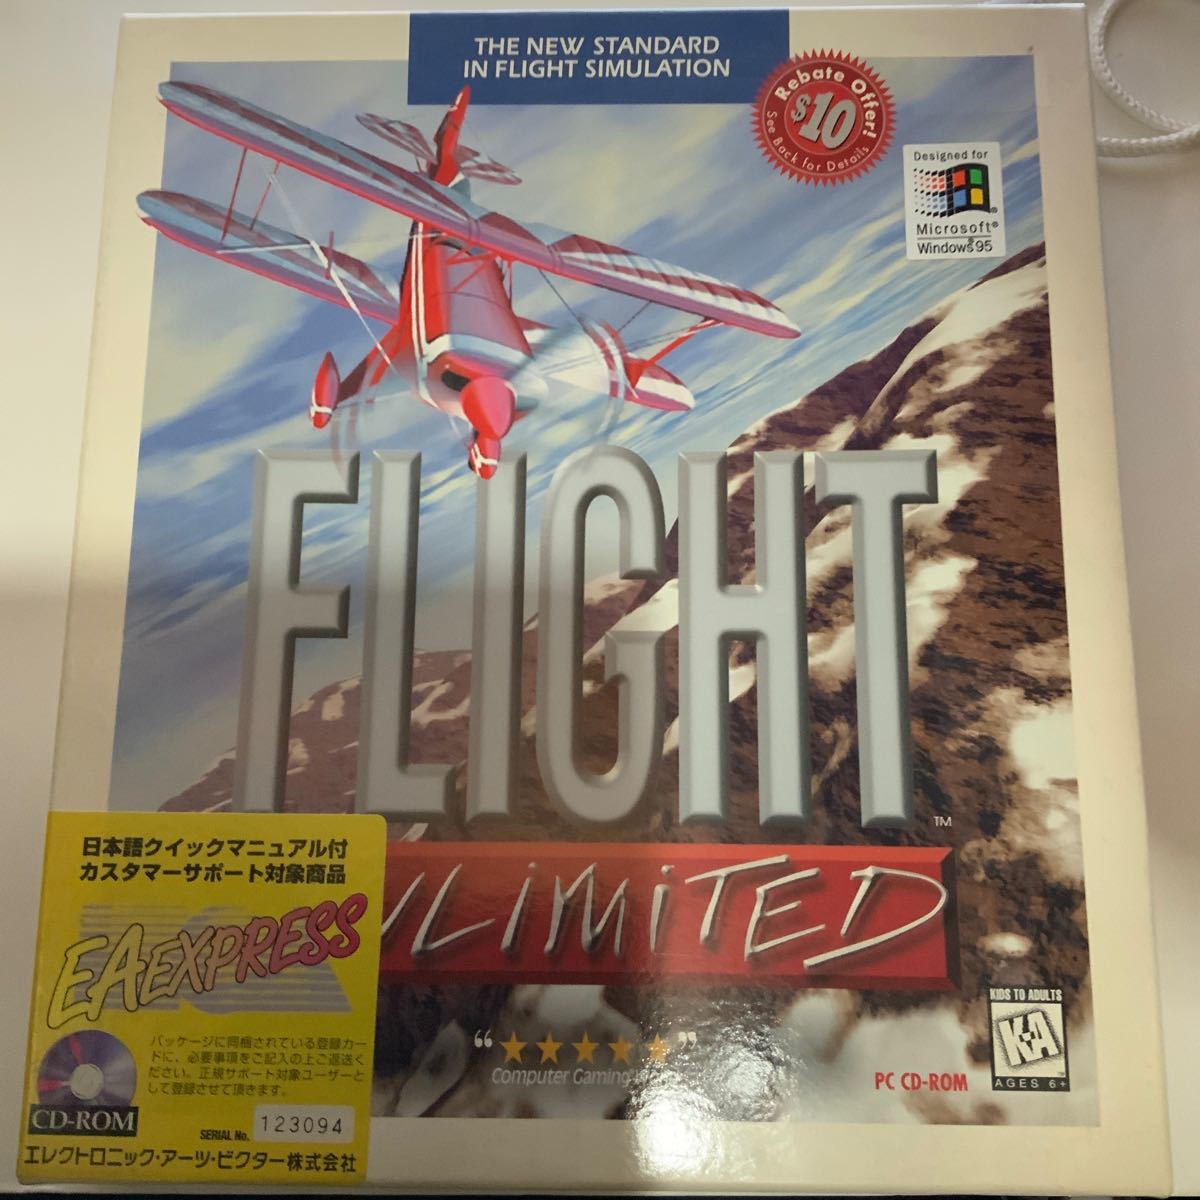 THE NEW STANDARD
IN FLIGHT SIMULATION
Rebate Offer!
$10
See Back for Details
Designed for
Microsoft®
Windows®95
FLIGHT
TM
日本語クイックマニュアル付
カスタマーサポート対象商品
EAEXPRESS
パッケージに同梱されている登録カー
ドに、必要事項をご記入の上ご返送く
ださい。正規サポート対象ユーザーと
して登録させて頂きます。
CD-ROM
SERIAL No. 123094
エレクトロニック・アーツ・ビクター株式会社
NLIMITED
“★★★★★”
Computer Gaming
PC CD-ROM
KIDS TO ADULTS
K-A
AGES 6+